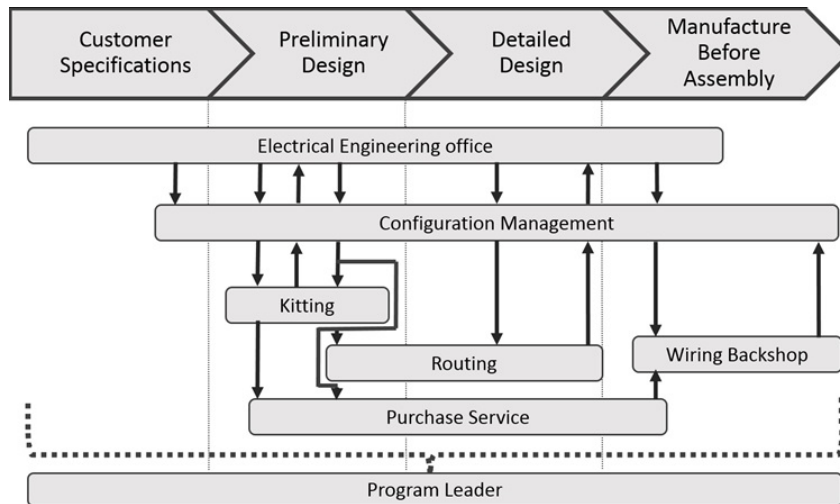 Customer
Specifications
Preliminary
Design
Detailed
Design
Manufacture
Before
Assembly
Electrical Engineering office
Configuration Management
Kitting
Routing
Wiring Backshop
Purchase Service
Program Leader